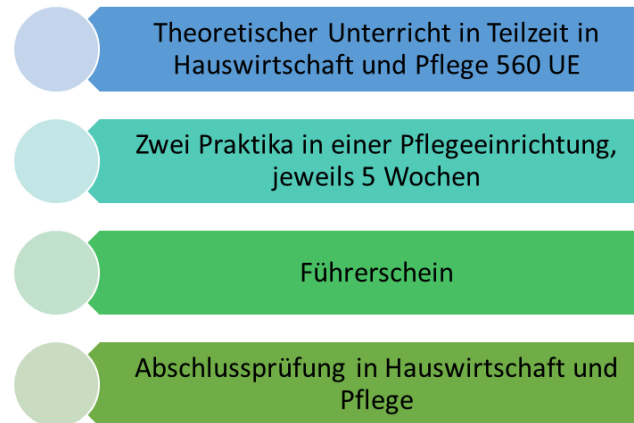 Theoretischer Unterricht in Teilzeit in
Hauswirtschaft und Pflege 560 UE
Zwei Praktika in einer Pflegeeinrichtung,
jeweils 5 Wochen
Führerschein
Abschlussprüfung in Hauswirtschaft und
Pflege